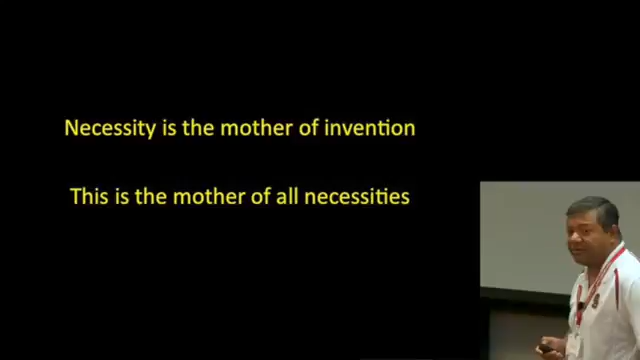 Necessity is the mother of invention
This is the mother of all necessities